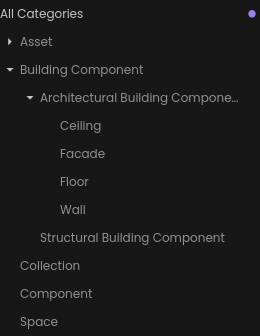 All Categories
Asset
Building Component
Architectural Building Compone...
Ceiling
Facade
Floor
Wall
Structural Building Component
Collection
Component
Space